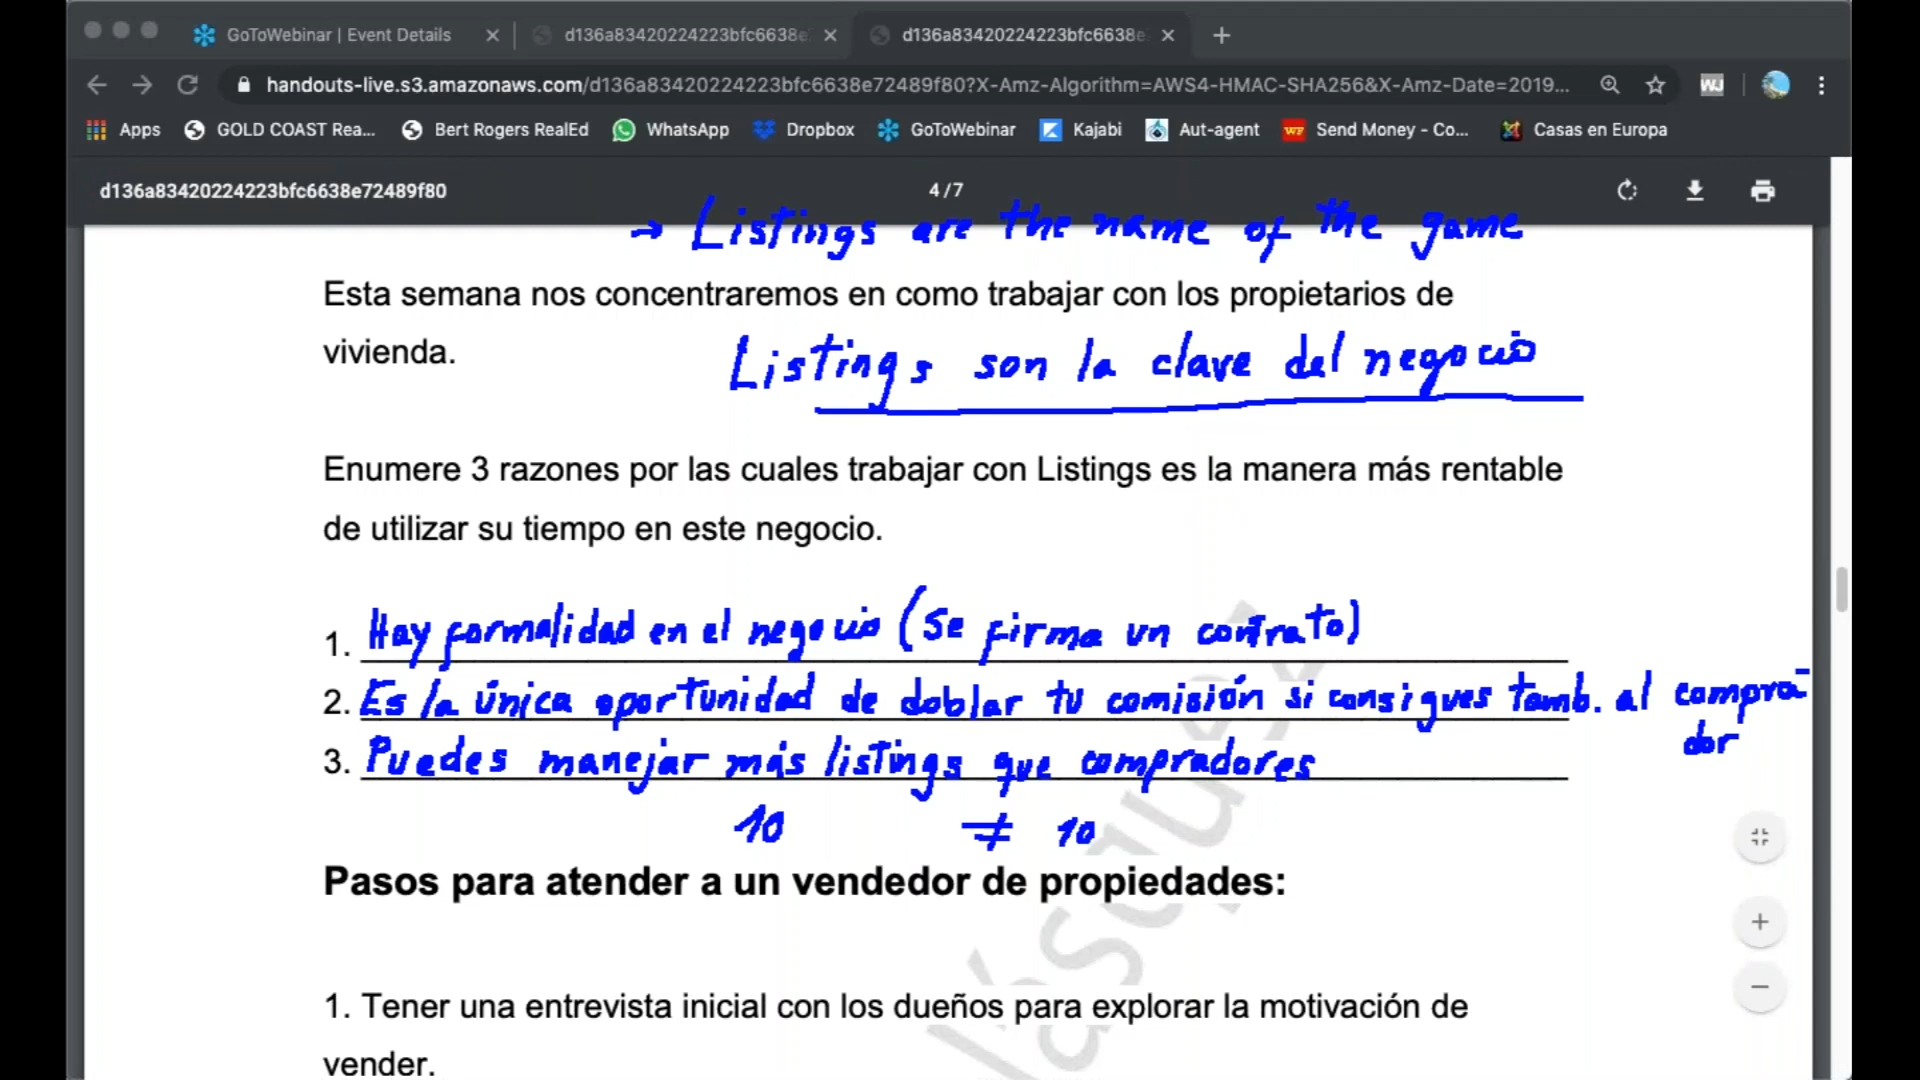 GoToWebinar | Event Details
d136a83420224223bfc6638e
d136a83420224223bfc6638e
handouts-live.s3.amazonaws.com/d136a83420224223bfc6638e72489f80?X-Amz-Algorithm=AWS4-HMAC-SHA256&X-Amz-Date=2019...
Apps GOLD COAST Rea... Bert Rogers RealEd WhatsApp Dropbox GoToWebinar Kajabi Aut-agent Send Money - Co... Casas en Europa
d136a83420224223bfc6638e72489f80 4 / 7
→ Listings are the name of the game
Esta semana nos concentraremos en como trabajar con los propietarios de
vivienda.
Listings son la clave del negocio
Enumere 3 razones por las cuales trabajar con Listings es la manera más rentable
de utilizar su tiempo en este negocio.
1. Hay formalidad en el negocio (Se firma un contrato)
2. Es la única oportunidad de doblar tu comisión si consigues tamb. al compra-
dor
3. Puedes manejar más listings que compradores
10 ≠ 10
Pasos para atender a un vendedor de propiedades:
1. Tener una entrevista inicial con los dueños para explorar la motivación de
vender.